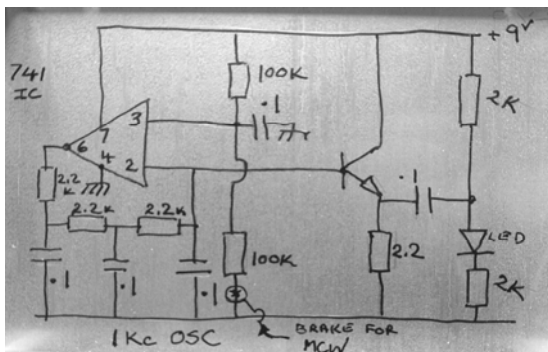 +9V
741
IC
100K
2K
.1
3
7
6
4
2
2.2
K
.1
2.2K
2.2K
LED
100K
2.2
2K
.1
.1
.1
1Kc OSC
BRAKE FOR
MCW